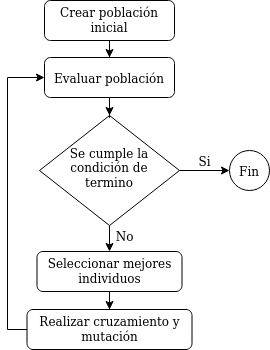 Crear población
inicial
Evaluar población
Se cumple la
condición de
termino
Si
Fin
No
Seleccionar mejores
individuos
Realizar cruzamiento y
mutación